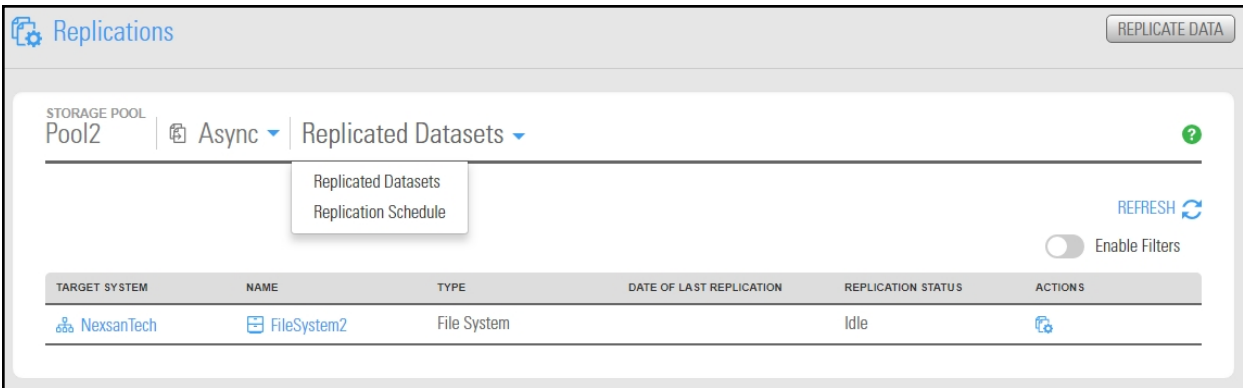 Replications
REPLICATE DATA
STORAGE POOL
Pool2 Async Replicated Datasets
?
Replicated Datasets
Replication Schedule
REFRESH
Enable Filters
TARGET SYSTEM NAME TYPE DATE OF LAST REPLICATION REPLICATION STATUS ACTIONS
NexsanTech FileSystem2 File System Idle